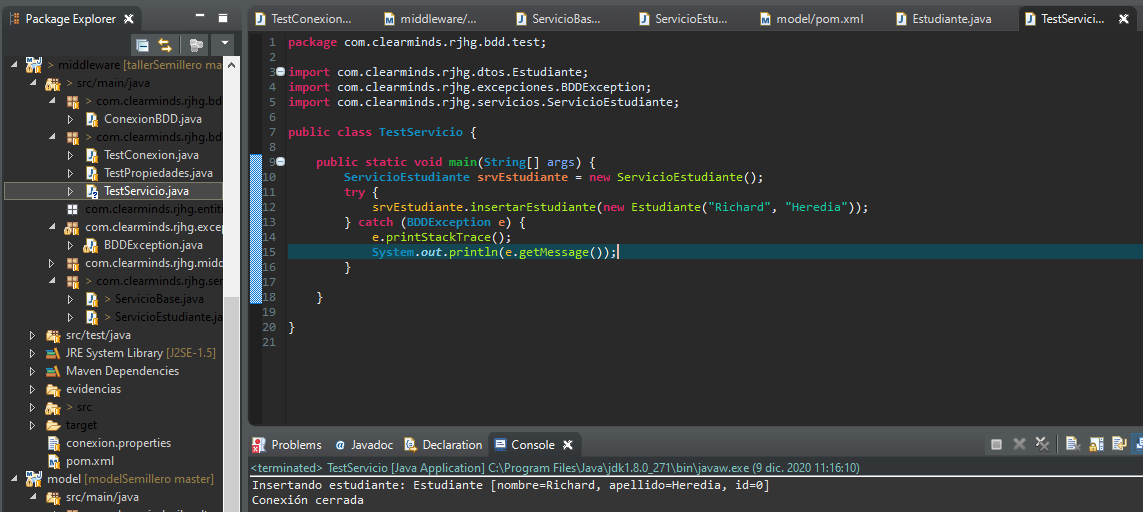 Package Explorer
> middleware [tallerSemillero mas
> src/main/java
> com.clearminds.rjhg.bdd
ConexionBDD.java
> com.clearminds.rjhg.bdd
TestConexion.java
TestPropiedades.java
TestServicio.java
com.clearminds.rjhg.entit
com.clearminds.rjhg.excep
BDDException.java
com.clearminds.rjhg.midd
> com.clearminds.rjhg.ser
> ServicioBase.java
> ServicioEstudiante.ja
src/test/java
JRE System Library [J2SE-1.5]
Maven Dependencies
evidencias
> src
target
conexion.properties
pom.xml
model [modelSemillero master]
src/main/java
TestConexion...
middleware/...
ServicioBas...
ServicioEstu...
model/pom.xml
Estudiante.java
TestServici...
1 package com.clearminds.rjhg.bdd.test;
2
3 import com.clearminds.rjhg.dtos.Estudiante;
4 import com.clearminds.rjhg.excepciones.BDDException;
5 import com.clearminds.rjhg.servicios.ServicioEstudiante;
6
7 public class TestServicio {
8
9 public static void main(String[] args) {
10 ServicioEstudiante srvEstudiante = new ServicioEstudiante();
11 try {
12 srvEstudiante.insertarEstudiante(new Estudiante("Richard", "Heredia"));
13 } catch (BDDException e) {
14 e.printStackTrace();
15 System.out.println(e.getMessage());
16 }
17
18 }
19
20 }
21
Problems @ Javadoc Declaration Console
<terminated> TestServicio [Java Application] C:\Program Files\Java\jdk1.8.0_271\bin\javaw.exe (9 dic. 2020 11:16:10)
Insertando estudiante: Estudiante [nombre=Richard, apellido=Heredia, id=0]
Conexión cerrada